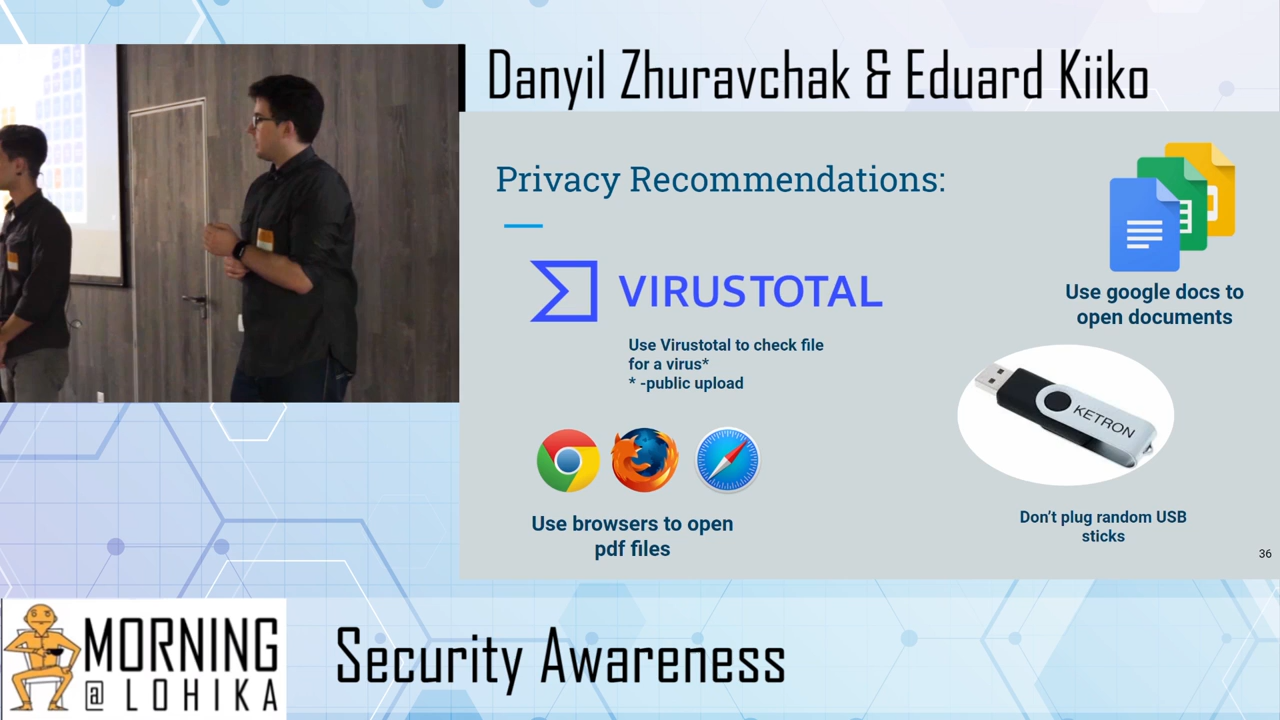 Danyil Zhuravchak & Eduard Kiiko
Privacy Recommendations:
VIRUSTOTAL
Use Virustotal to check file
for a virus*
* -public upload
Use google docs to
open documents
KETRON
Use browsers to open
pdf files
Don’t plug random USB
sticks
36
MORNING
@ LOHIKA
Security Awareness